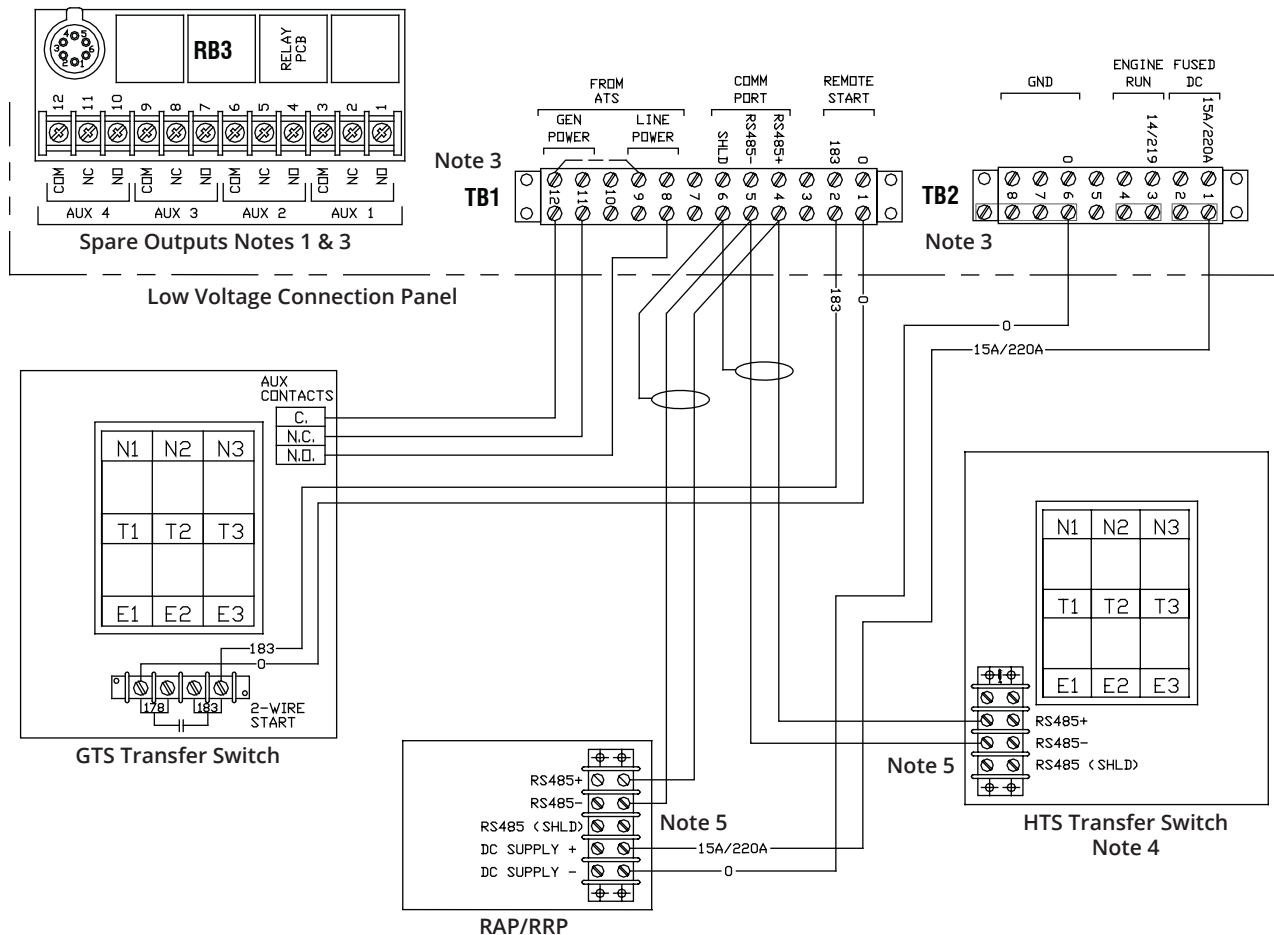 4 5
3 6
2 1
RB3
RELAY
PCB
12 11 10 9 8 7 6 5 4 3 2 1
COM NC NO COM NC NO COM NC NO COM NC NO
AUX 4 AUX 3 AUX 2 AUX 1
Spare Outputs Notes 1 & 3
Low Voltage Connection Panel
FROM
ATS
GEN
POWER
LINE
POWER
COMM
PORT
REMOTE
START
SHLD
RS485-
RS485+
183
0
Note 3
TB1
12 11 10 9 8 7 6 5 4 3 2 1
GND
ENGINE
RUN
FUSED
DC
0
14/219
15A/220A
TB2
8 7 6 5 4 3 2 1
Note 3
183
0
0
15A/220A
AUX
CONTACTS
C.
N.C.
N.O.
N1 N2 N3
T1 T2 T3
E1 E2 E3
183
0
178 183
2-WIRE
START
GTS Transfer Switch
RS485+
RS485-
RS485 (SHLD)
DC SUPPLY +
DC SUPPLY -
Note 5
15A/220A
0
RAP/RRP
N1 N2 N3
T1 T2 T3
E1 E2 E3
RS485+
RS485-
RS485 (SHLD)
Note 5
HTS Transfer Switch
Note 4